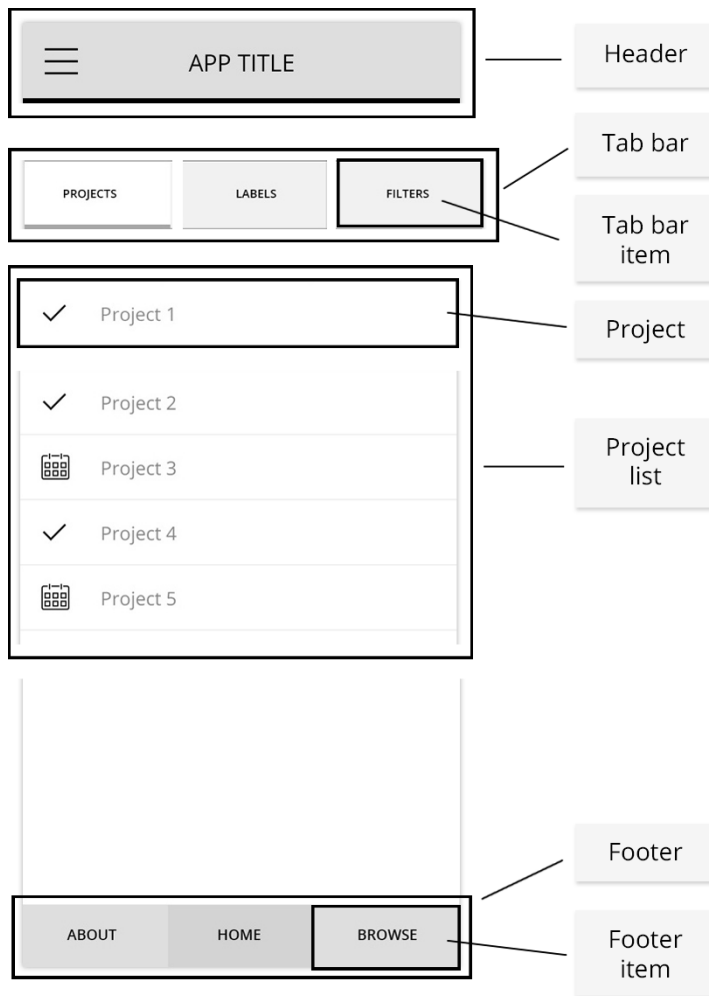 APP TITLE
Header
Tab bar
PROJECTS LABELS FILTERS
Tab bar
item
Project 1
Project
Project 2
Project 3
Project
list
Project 4
Project 5
Footer
ABOUT HOME BROWSE
Footer
item